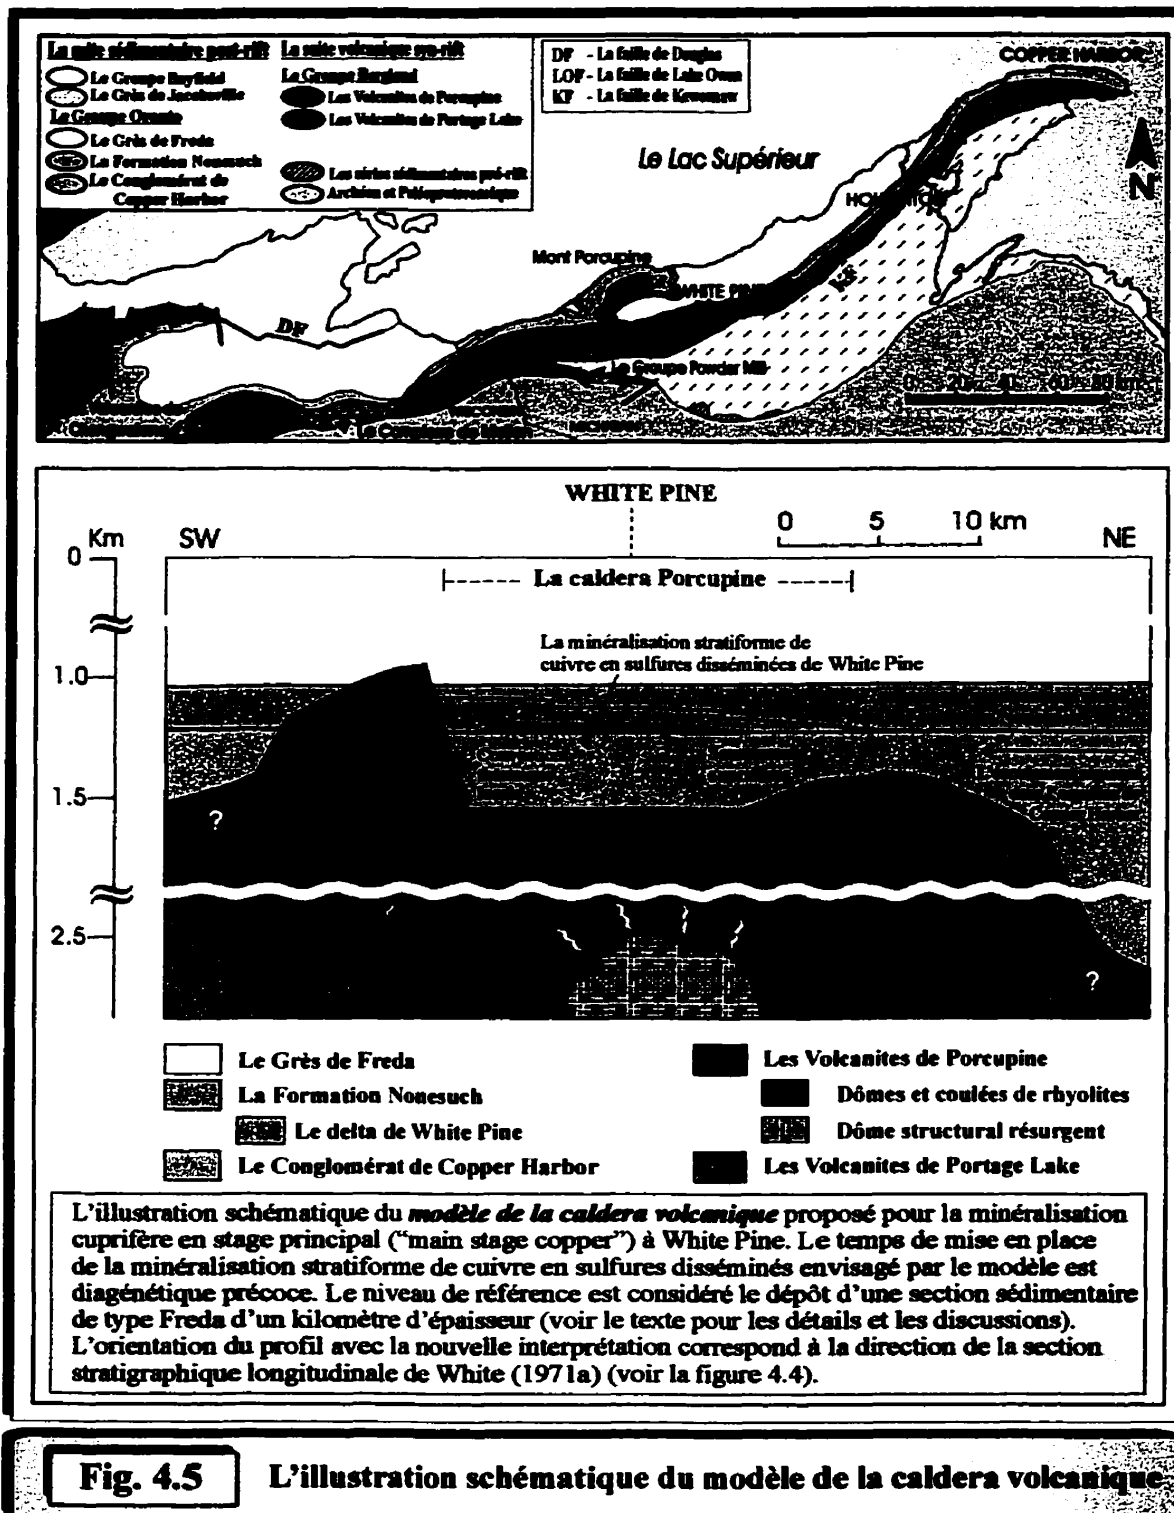 La suite sédimentaire post-rift
Le Groupe Bayfield
Le Grès de Jacobsville
Le Groupe Oronto
Le Grès de Freda
La Formation Nonesuch
Le Conglomérat de
Copper Harbor
La suite volcanique syn-rift
Le Groupe Bergland
Les Volcanites de Porcupine
Les Volcanites de Portage Lake
Les séries sédimentaires pré-rift
Archéen et Paléoprotérozoïque
DF - La faille de Douglas
LOF - La faille de Lake Owen
KF - La faille de Keweenaw
COPPER HARBOR
Le Lac Supérieur
N
Mont Porcupine
WHITE PINE
KF
DF
Le Groupe Powder Mill
MICHIGAN
0 20 40 60 80 km
WHITE PINE
Km
SW
0 5 10 km
NE
0
La caldera Porcupine
La minéralisation stratiforme de
cuivre en sulfures disséminées de White Pine
1.0
1.5
?
2.5
?
Le Grès de Freda
La Formation Nonesuch
Le delta de White Pine
Le Conglomérat de Copper Harbor
Les Volcanites de Porcupine
Dômes et coulées de rhyolites
Dôme structural résurgent
Les Volcanites de Portage Lake
L'illustration schématique du modèle de la caldera volcanique proposé pour la minéralisation
cuprifère en stage principal ("main stage copper") à White Pine. Le temps de mise en place
de la minéralisation stratiforme de cuivre en sulfures disséminés envisagé par le modèle est
diagénétique précoce. Le niveau de référence est considéré le dépôt d'une section sédimentaire
de type Freda d'un kilomètre d'épaisseur (voir le texte pour les détails et les discussions).
L'orientation du profil avec la nouvelle interprétation correspond à la direction de la section
stratigraphique longitudinale de White (1971a) (voir la figure 4.4).
Fig. 4.5
L'illustration schématique du modèle de la caldera volcanique